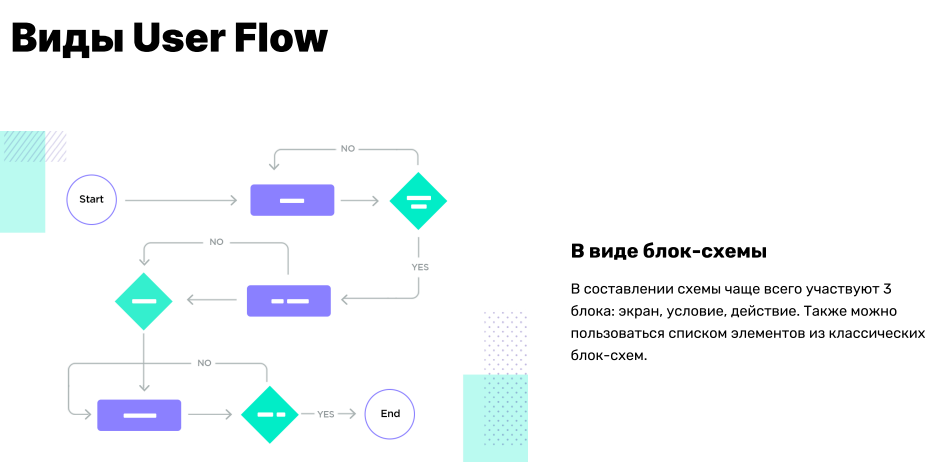 Виды User Flow
NO
Start
NO
YES
NO
YES
End
В виде блок-схемы
В составлении схемы чаще всего участвуют 3
блока: экран, условие, действие. Также можно
пользоваться списком элементов из классических
блок-схем.